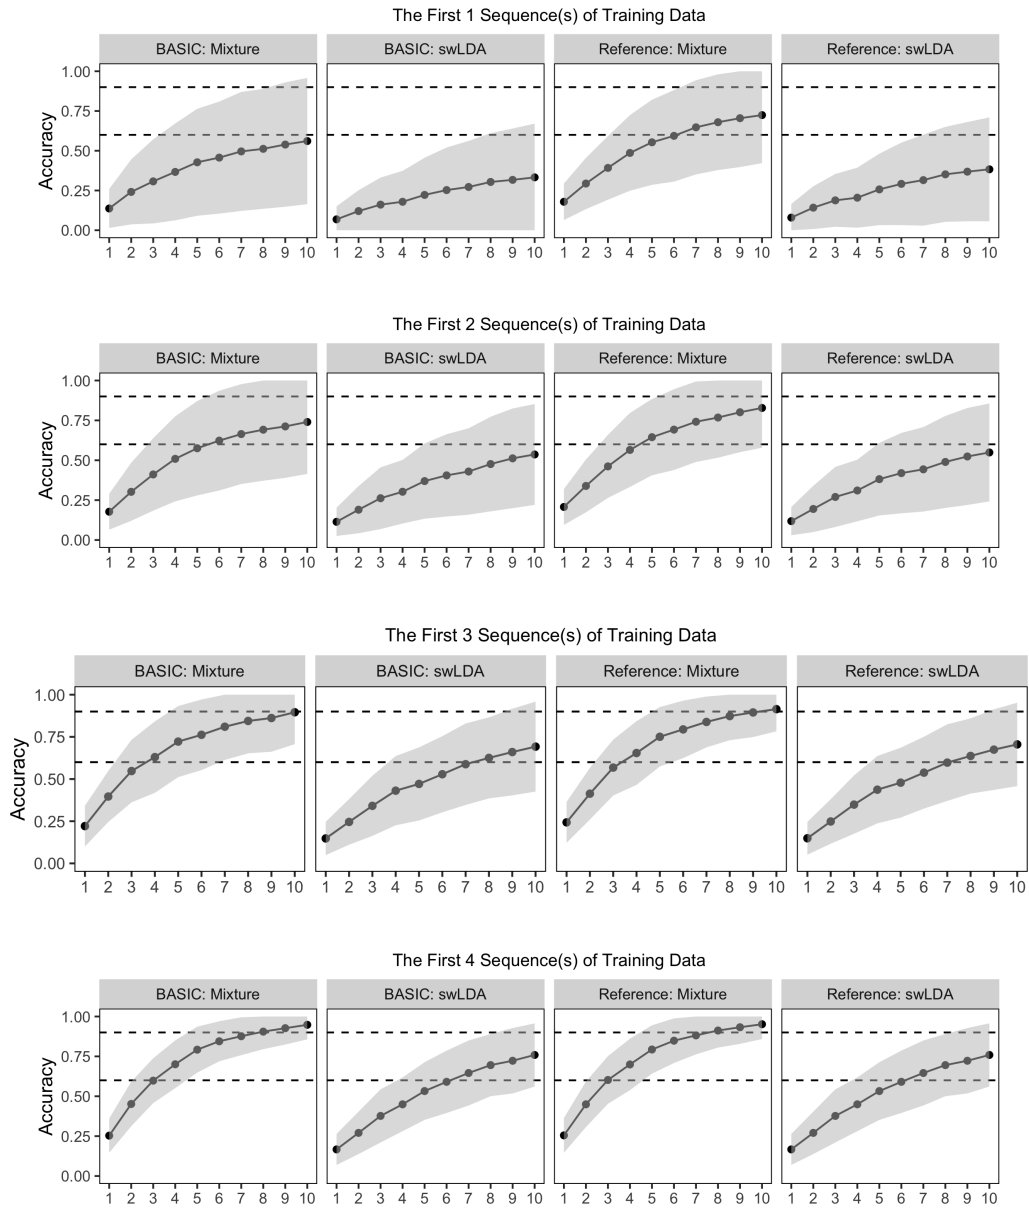 The First 1 Sequence(s) of Training Data
BASIC: Mixture BASIC: swLDA Reference: Mixture Reference: swLDA
Accuracy
1.00
0.75
0.50
0.25
0.00
1 2 3 4 5 6 7 8 9 10 1 2 3 4 5 6 7 8 9 10 1 2 3 4 5 6 7 8 9 10 1 2 3 4 5 6 7 8 9 10
The First 2 Sequence(s) of Training Data
BASIC: Mixture BASIC: swLDA Reference: Mixture Reference: swLDA
Accuracy
1.00
0.75
0.50
0.25
0.00
1 2 3 4 5 6 7 8 9 10 1 2 3 4 5 6 7 8 9 10 1 2 3 4 5 6 7 8 9 10 1 2 3 4 5 6 7 8 9 10
The First 3 Sequence(s) of Training Data
BASIC: Mixture BASIC: swLDA Reference: Mixture Reference: swLDA
Accuracy
1.00
0.75
0.50
0.25
0.00
1 2 3 4 5 6 7 8 9 10 1 2 3 4 5 6 7 8 9 10 1 2 3 4 5 6 7 8 9 10 1 2 3 4 5 6 7 8 9 10
The First 4 Sequence(s) of Training Data
BASIC: Mixture BASIC: swLDA Reference: Mixture Reference: swLDA
Accuracy
1.00
0.75
0.50
0.25
0.00
1 2 3 4 5 6 7 8 9 10 1 2 3 4 5 6 7 8 9 10 1 2 3 4 5 6 7 8 9 10 1 2 3 4 5 6 7 8 9 10